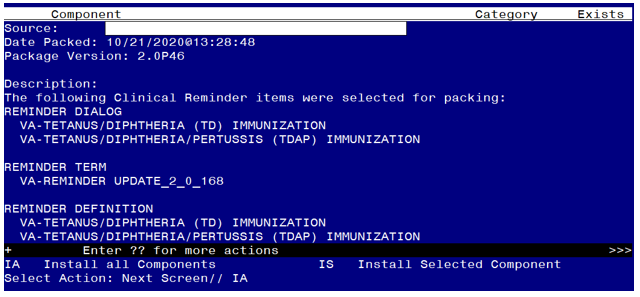 Component Category Exists
Source:
Date Packed: 10/21/2020@13:28:48
Package Version: 2.0P46
Description:
The following Clinical Reminder items were selected for packing:
REMINDER DIALOG
VA-TETANUS/DIPHTHERIA (TD) IMMUNIZATION
VA-TETANUS/DIPHTHERIA/PERTUSSIS (TDAP) IMMUNIZATION
REMINDER TERM
VA-REMINDER UPDATE_2_0_168
REMINDER DEFINITION
VA-TETANUS/DIPHTHERIA (TD) IMMUNIZATION
VA-TETANUS/DIPHTHERIA/PERTUSSIS (TDAP) IMMUNIZATION
+ Enter ?? for more actions >>>
IA Install all Components IS Install Selected Component
Select Action: Next Screen// IA